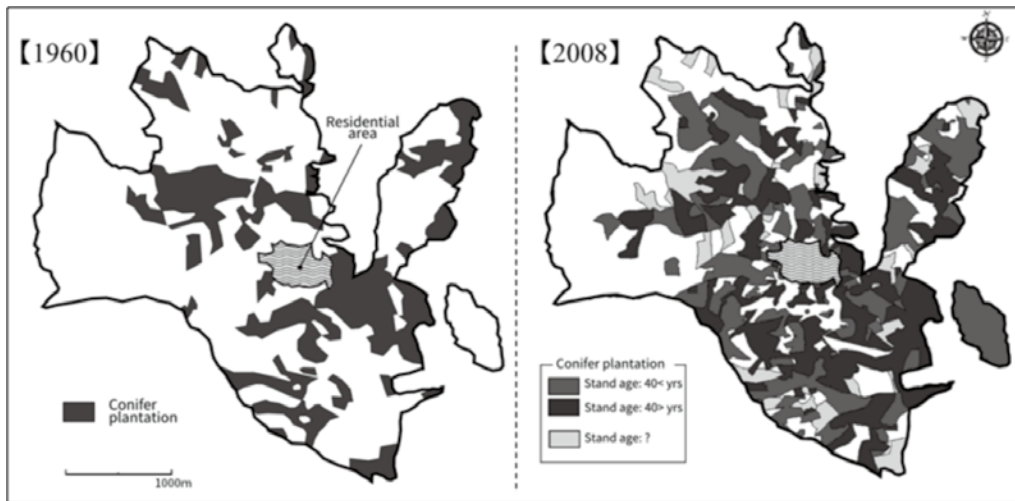 【1960】
Residential
area
Conifer
plantation
1000m
【2008】
N
W
E
S
Conifer plantation
Stand age: 40< yrs
Stand age: 40> yrs
Stand age: ?